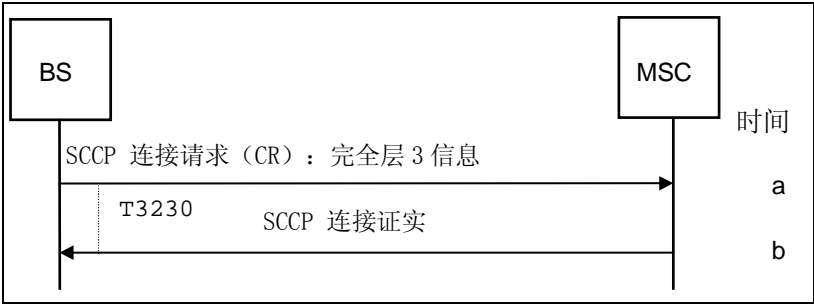 BS
MSC
时间
SCCP 连接请求（CR）：完全层 3 信息
a
T3230
SCCP 连接证实
b